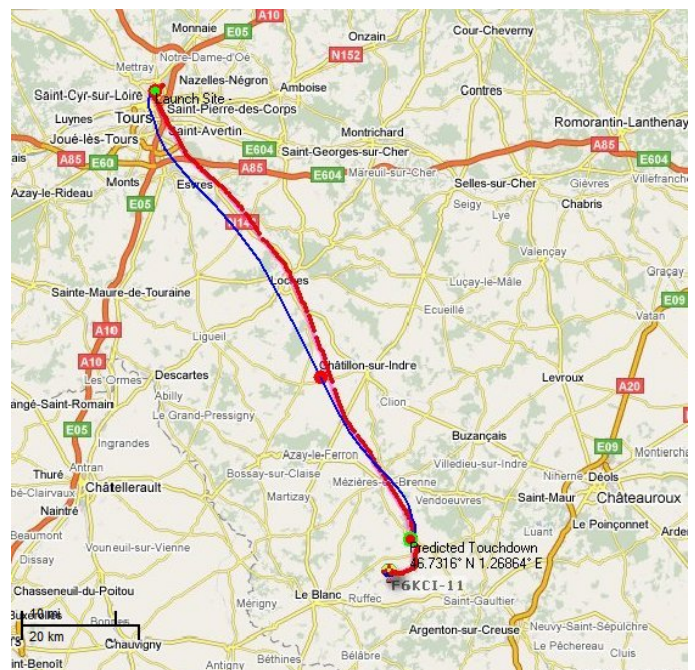 Monnaie
A10
E05
Onzain
Cour-Cheverny
Notre-Dame-d'Oé
N152
Mettray
Nazelles-Négron
Amboise
Contres
Saint-Cyr-sur-Loire
Launch Site -
Saint-Pierre-des-Corps
Luynes
Tours
Montrichard
Romorantin-Lanthenay
Joué-lès-Tours
Saint-Avertin
E604
Saint-Georges-sur-Cher
A85
A85
E60
A85
E604
Mareuil-sur-Cher
E604
Villefranche
Azay-le-Rideau
Monts
Esvres
Selles-sur-Cher
Gièvres
Chabris
E05
Seigy
Lye
Valençay
Graçay
Loches
Luçay-le-Mâle
Sainte-Maure-de-Touraine
E09
Ecueillé
Vatan
A10
Ligueil
A10
Descartes
Châtillon-sur-Indre
Les Ormes
Levroux
A20
Abilly
Clion
Saint-Romain
Le Grand-Pressigny
E05
Buzançais
Ingrandes
Azay-le-Ferron
E09
Villedieu-sur-Indre
Antran
Bossay-sur-Claise
Niherne
Déols
Thuré
Mézières-en-Brenne
Châtellerault
Martizay
Vendoeuvres
Saint-Maur
Châteauroux
Naintré
Le Poinçonnet
Luant
Beaumont
Vouneuil-sur-Vienne
Predicted Touchdown
46.7316° N 1.26864° E
Dissay
F6KCI-11
Chasseneuil-du-Poitou
Le Blanc
Ruffec
Saint-Gaultier
10 mi
Mérigny
Bonnes
Neuvy-Saint-Sépulchre
20 km
Argenton-sur-Creuse
Chauvigny
Le Pêchereau
Cluis
Bélâbre
Antigny
Béthines
Saint-Benoît